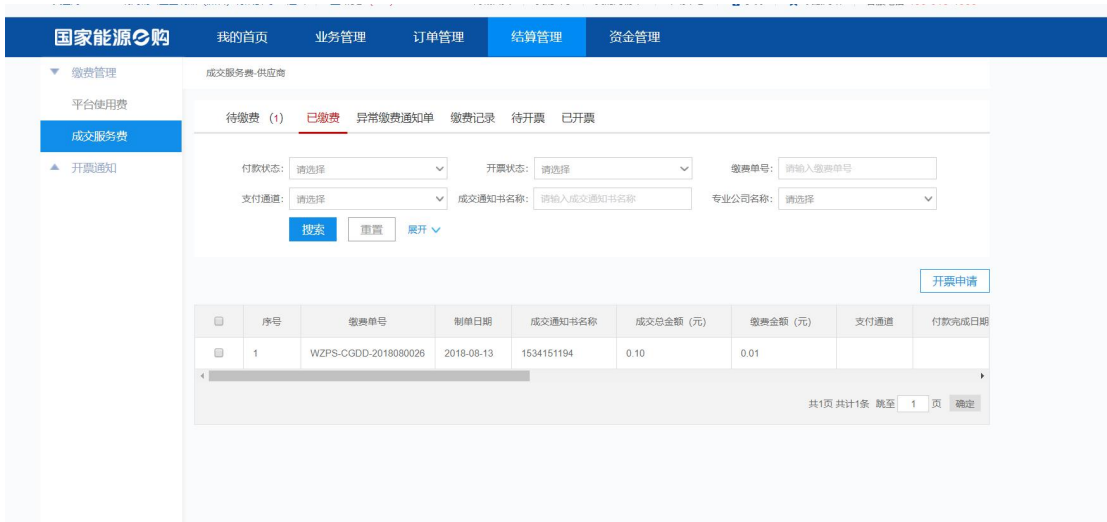 国家能源e购 我的首页 业务管理 订单管理 结算管理 资金管理
缴费管理
平台使用费
成交服务费
开票通知
成交服务费-供应商
待缴费 (1) 已缴费 异常缴费通知单 缴费记录 待开票 已开票
付款状态: 请选择 开票状态: 请选择 缴费单号: 请输入缴费单号
支付通道: 请选择 成交通知书名称: 请输入成交通知书名称 专业公司名称: 请选择
搜索 重置 展开
开票申请
序号 缴费单号 制单日期 成交通知书名称 成交总金额 (元) 缴费金额 (元) 支付通道 付款完成日期
1 WZPS-CGDD-2018080026 2018-08-13 1534151194 0.10 0.01
共1页 共计1条 跳至 1 页 确定